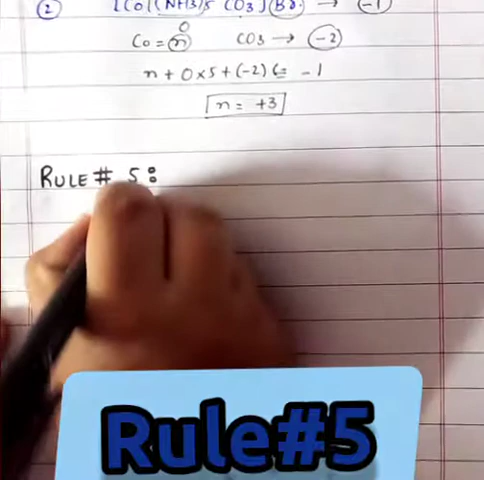 ② [Co(NH3)5 CO3] Br → -1
Co = n 0 CO3 → -2
n + 0×5 + (-2) = -1
n = +3
RULE# 5:
Rule#5